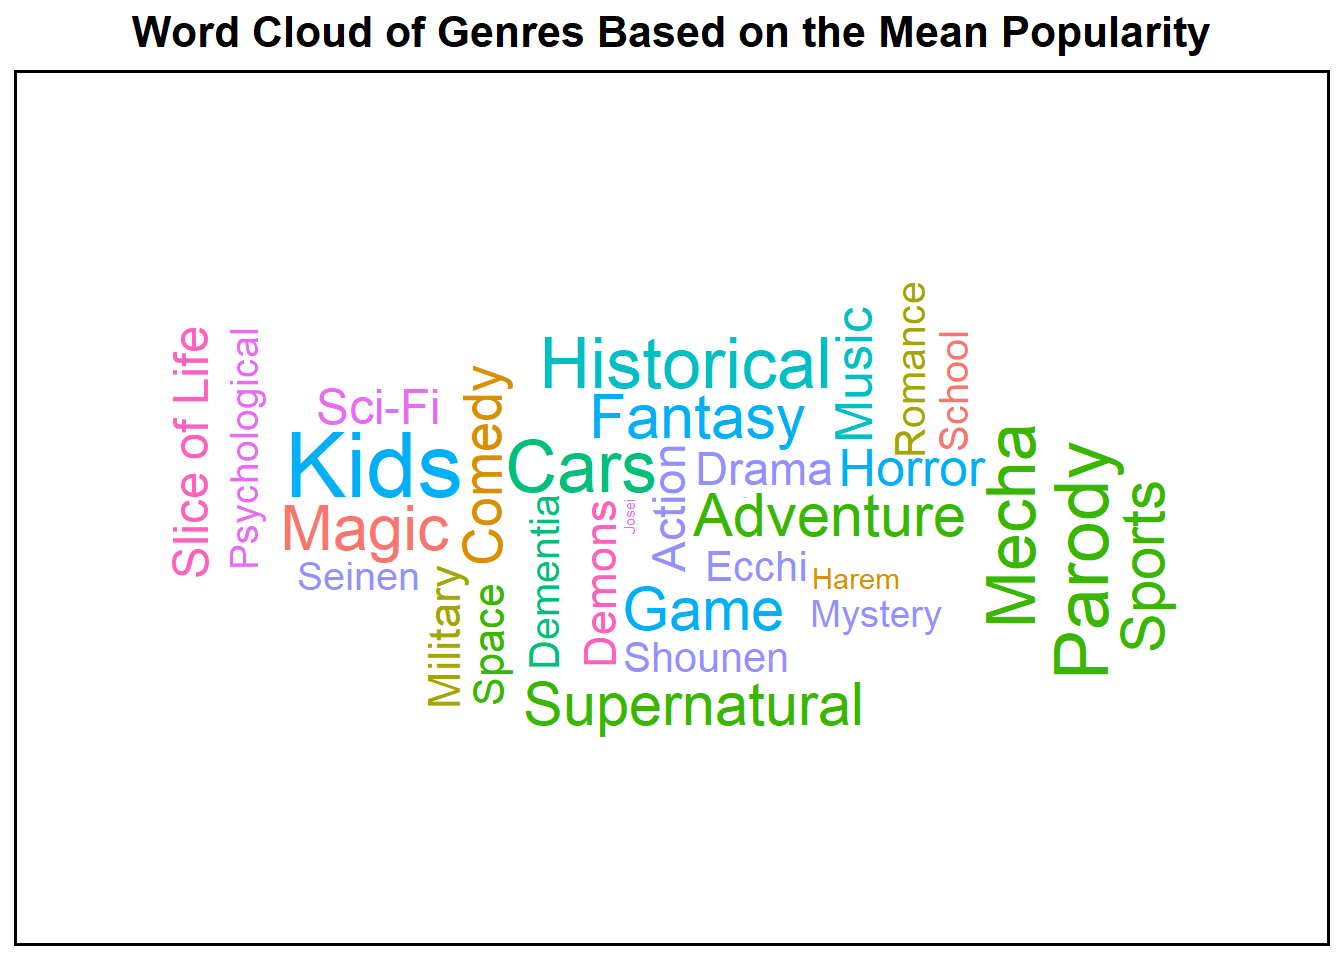 Word Cloud of Genres Based on the Mean Popularity
Slice of Life
Psychological
Sci-Fi
Kids
Magic
Seinen
Comedy
Military
Space
Historical
Fantasy
Cars
Dementia
Demons
Josei
Action
Drama
Horror
Adventure
Ecchi
Harem
Game
Mystery
Shounen
Supernatural
Music
Romance
School
Mecha
Parody
Sports